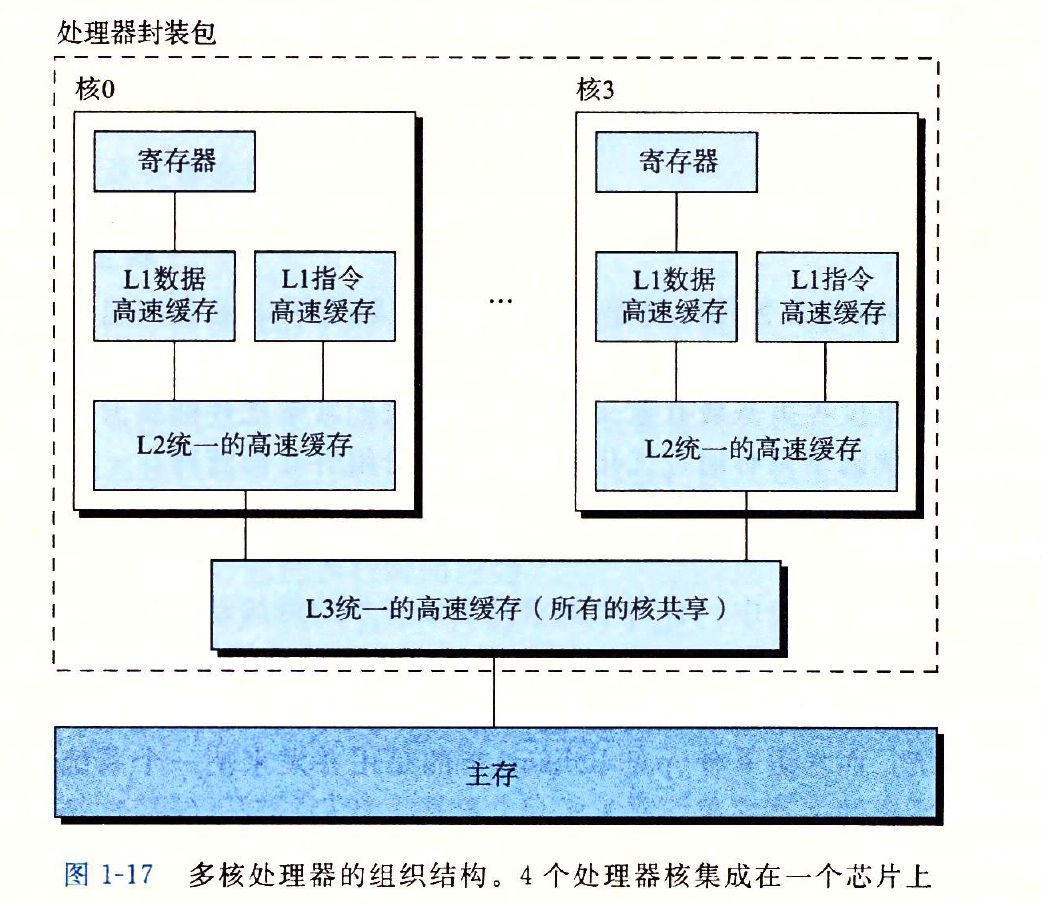 处理器封装包
核0
核3
寄存器
寄存器
L1数据
高速缓存
L1指令
高速缓存
...
L1数据
高速缓存
L1指令
高速缓存
L2统一的高速缓存
L2统一的高速缓存
L3统一的高速缓存（所有的核共享）
主存
图 1-17 多核处理器的组织结构。4 个处理器核集成在一个芯片上